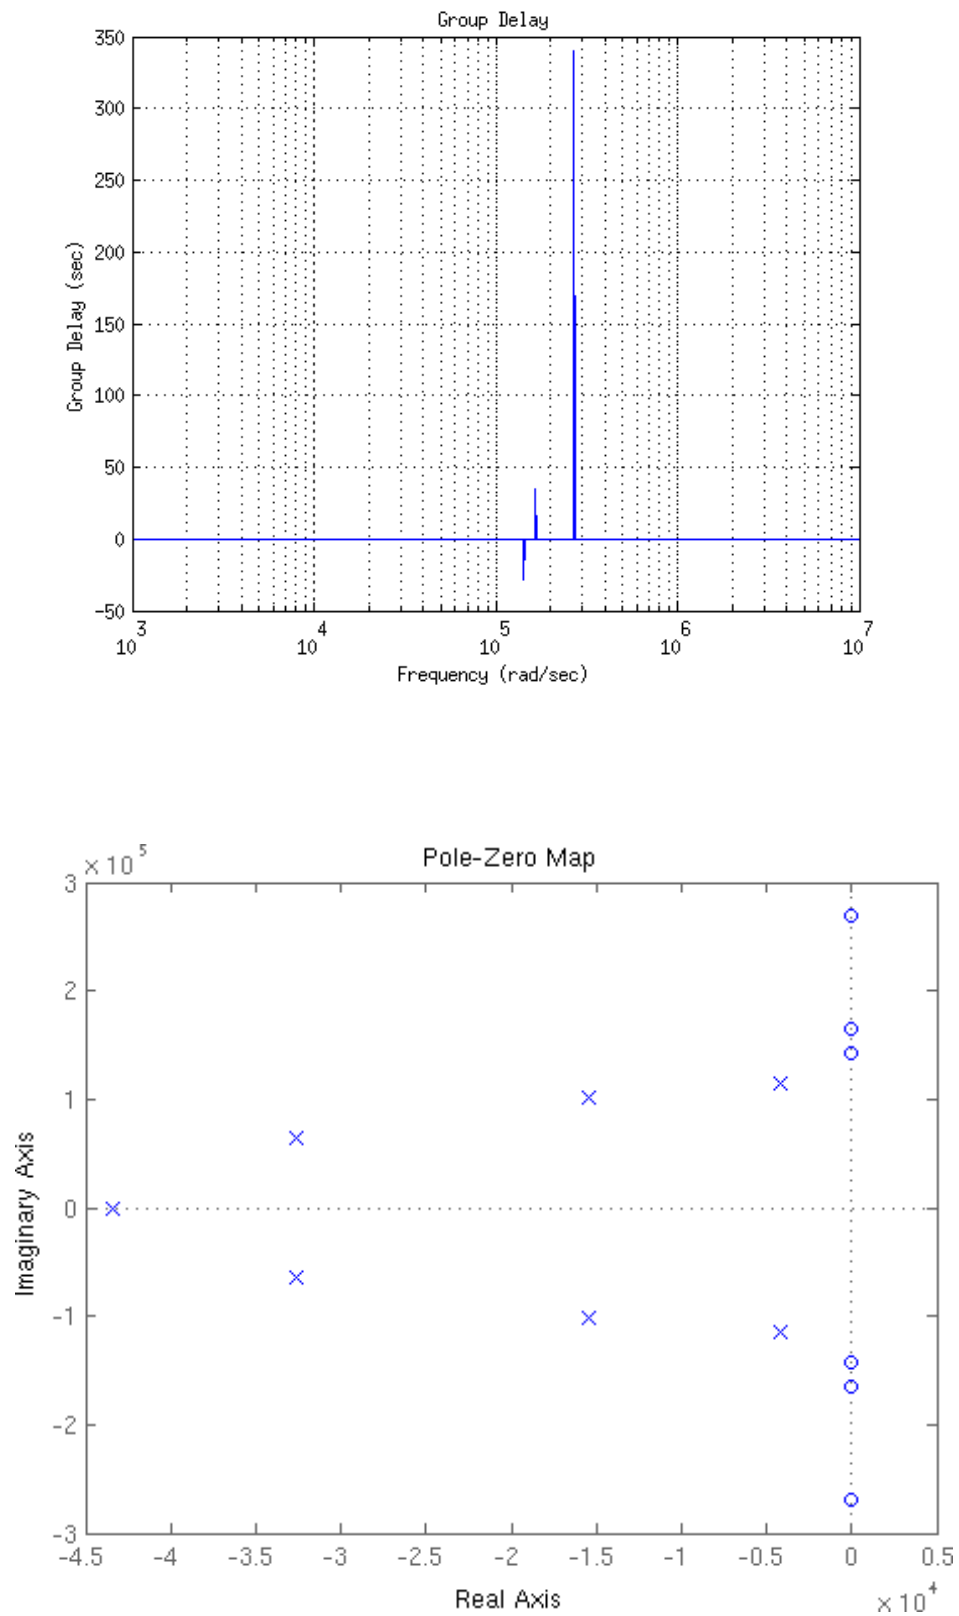 Group Delay
350
300
250
200
150
100
50
0
-50
Group Delay (sec)
10^3 10^4 10^5 10^6 10^7
Frequency (rad/sec)
Pole-Zero Map
× 10^5
3
2
1
0
-1
-2
-3
Imaginary Axis
-4.5 -4 -3.5 -3 -2.5 -2 -1.5 -1 -0.5 0 0.5
Real Axis
× 10^4